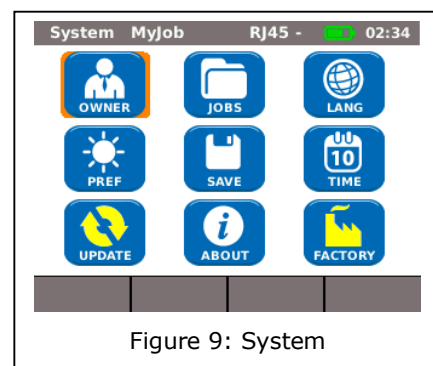 System MyJob RJ45 - 02:34
OWNER JOBS LANG
10
PREF SAVE TIME
i
UPDATE ABOUT FACTORY
Figure 9: System